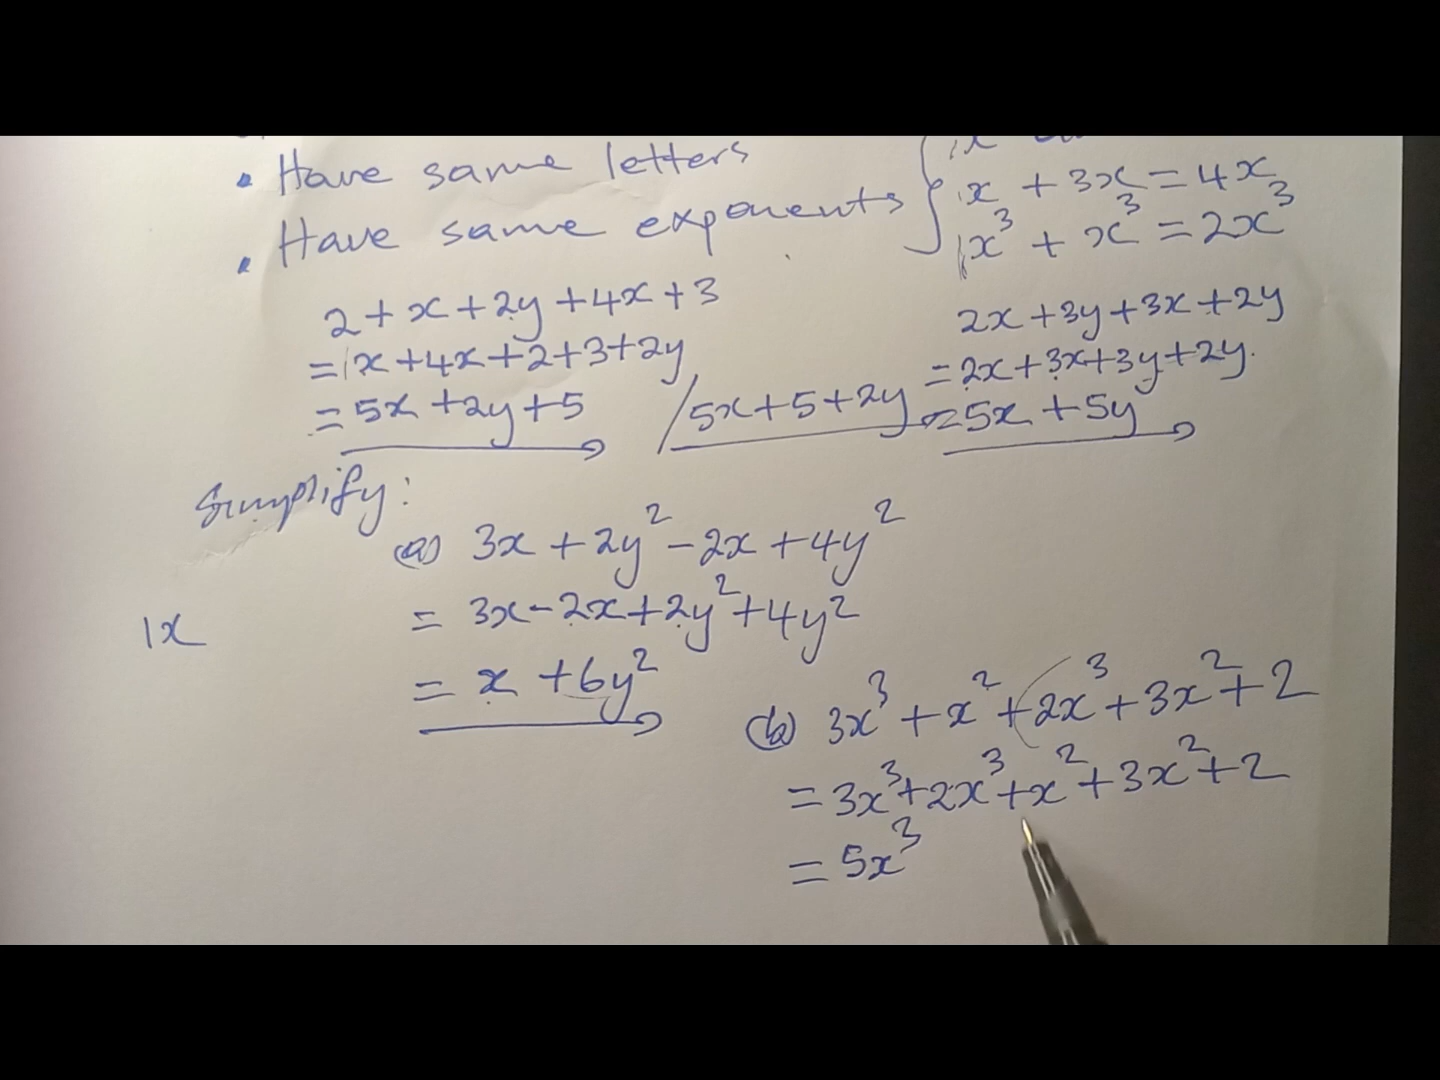 • Have same letters
x + 3x = 4x
• Have same exponents
1x³ + x³ = 2x³
2 + x + 2y + 4x + 3
= 1x + 4x + 2 + 3 + 2y
= 5x + 2y + 5 / 5x + 5 + 2y
2x + 3y + 3x + 2y
= 2x + 3x + 3y + 2y.
= 5x + 5y
Simplify:
(a) 3x + 2y² - 2x + 4y²
= 3x - 2x + 2y² + 4y²
1x
= x + 6y²
(b) 3x³ + x² + 2x³ + 3x² + 2
= 3x³ + 2x³ + x² + 3x² + 2
= 5x³